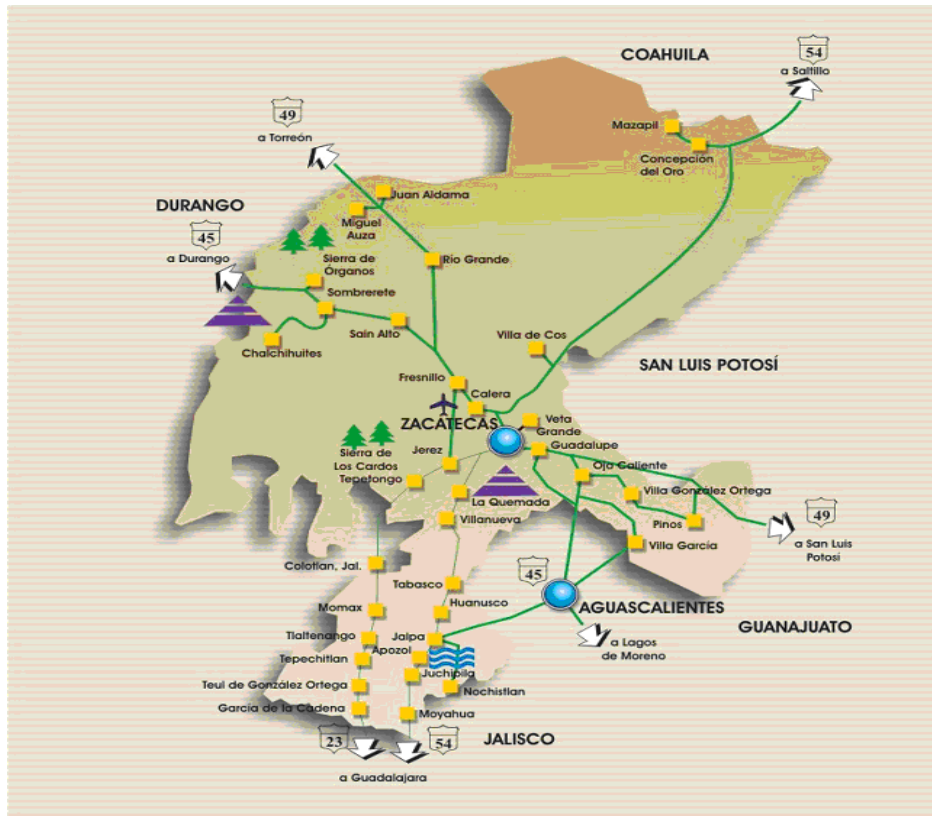 COAHUILA
54
a Saltillo
49
a Torreón
Mazapil
Concepción
del Oro
Juan Aldama
DURANGO
Miguel
Auza
45
a Durango
Sierra de
Órganos
Río Grande
Sombrerete
Saín Alto
Villa de Cos
Chalchihuites
SAN LUIS POTOSÍ
Fresnillo
Calera
ZACATECAS
Veta
Grande
Guadalupe
Jerez
Sierra de
Los Cardos
Tepetongo
Ojo Caliente
La Quemada
Villa González Ortega
Villanueva
Pinos
49
a San Luis
Potosí
Villa García
Colotlan, Jal.
45
Tabasco
Momax
Huanusco
AGUASCALIENTES
GUANAJUATO
Tlaltenango
Jalpa
a Lagos
de Moreno
Apozol
Tepechitlan
Juchipila
Teul de González Ortega
Nochistlan
García de la Cadena
Moyahua
23
54
JALISCO
a Guadalajara